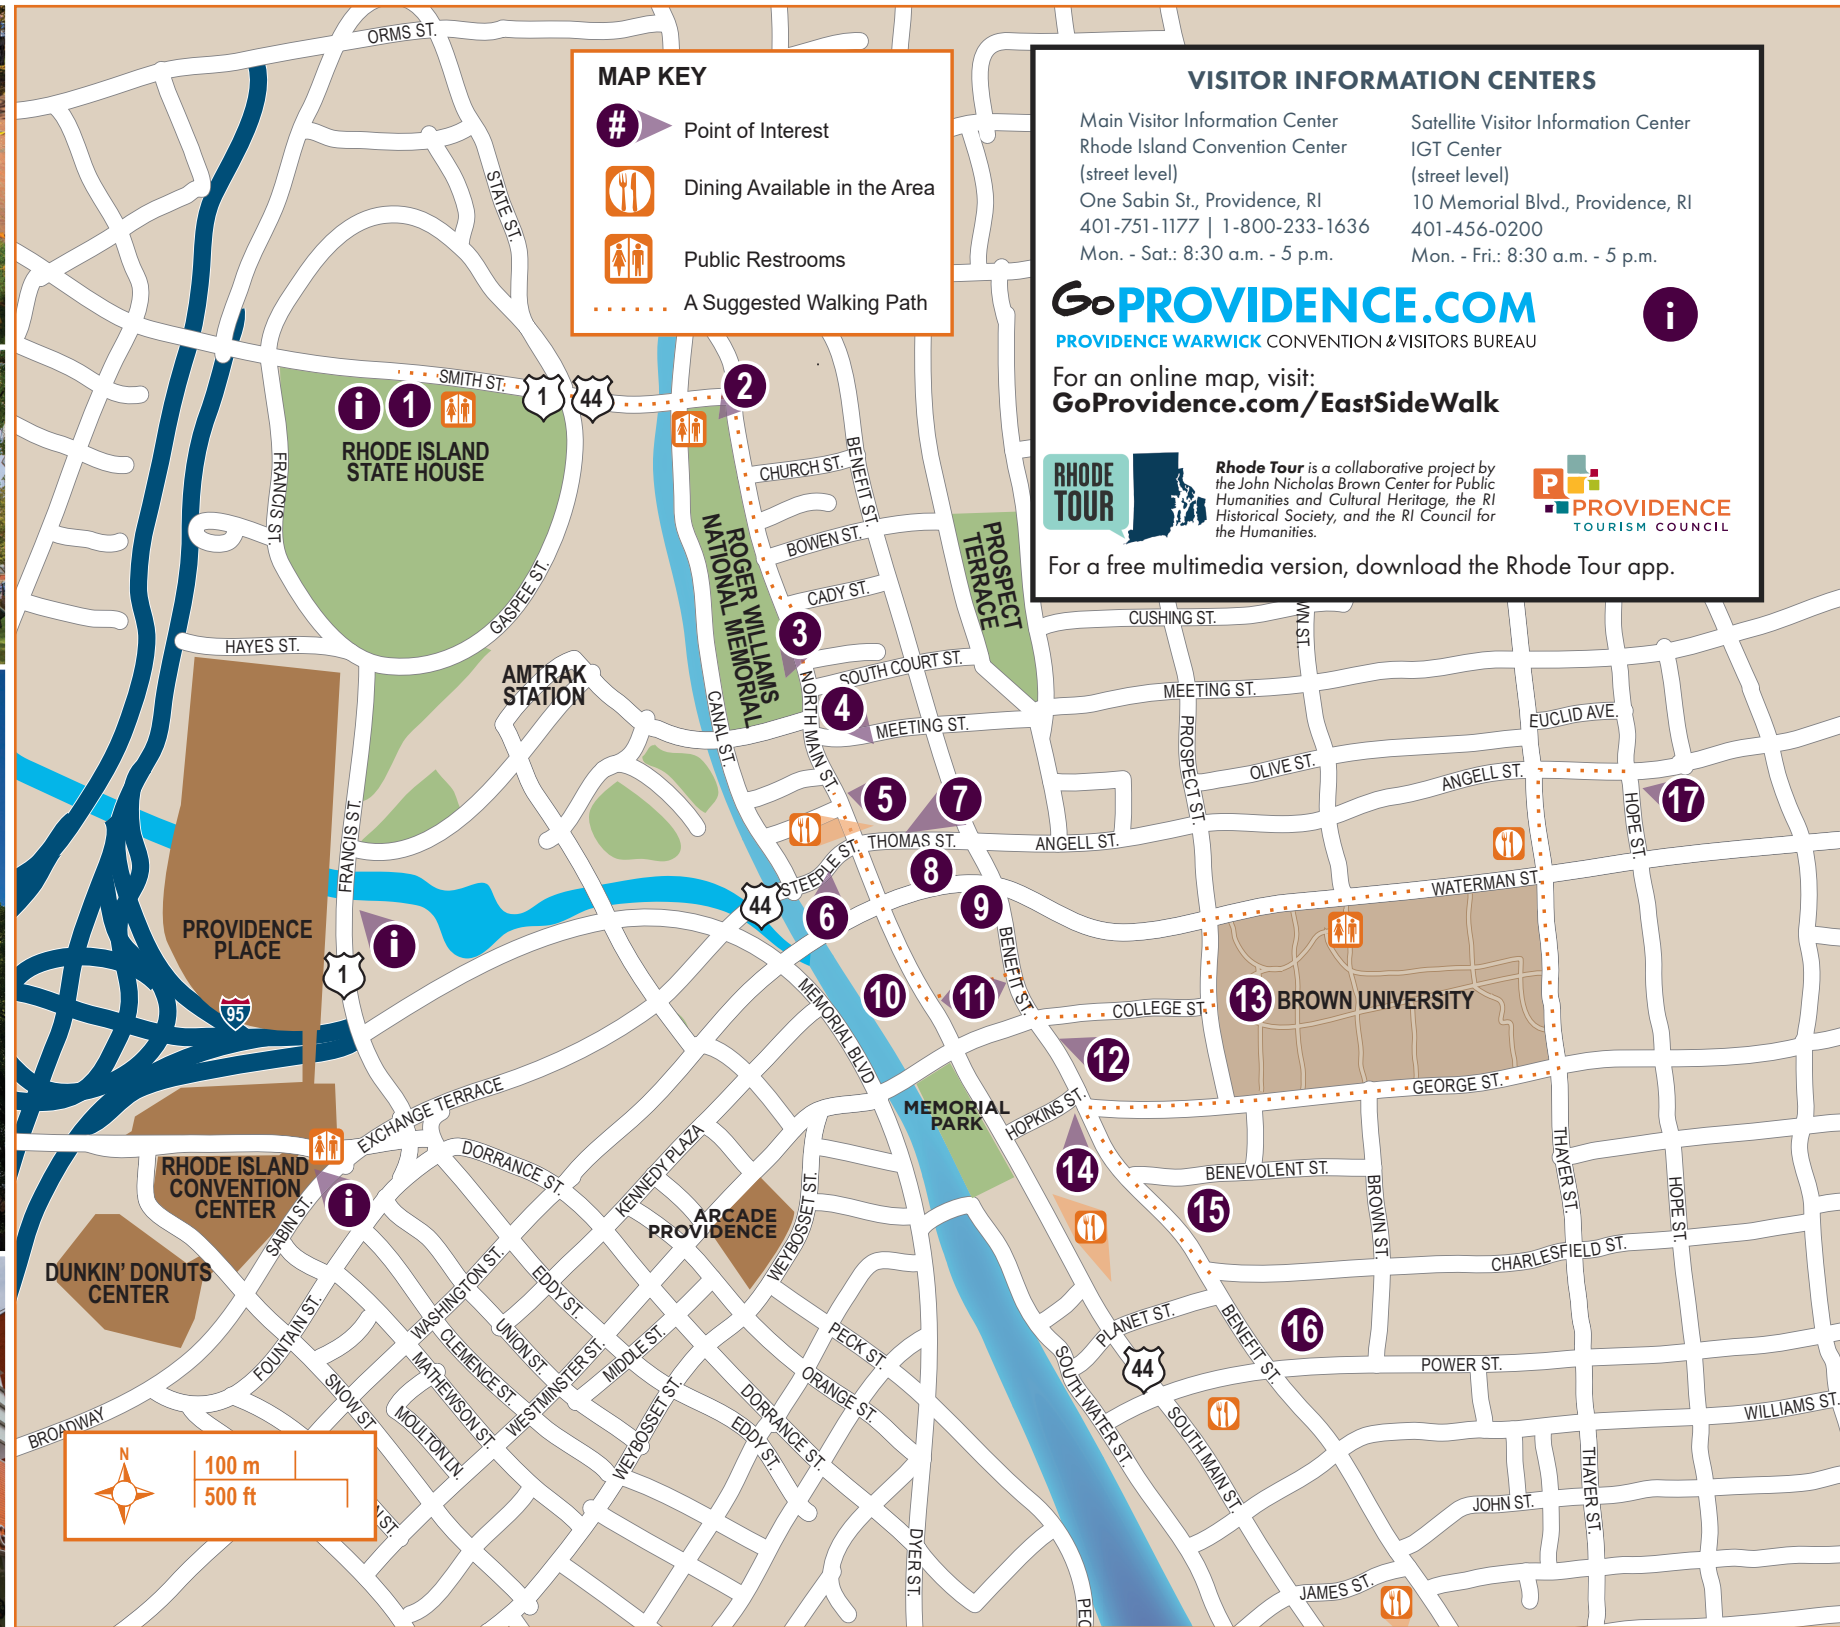 ORMS ST.
MAP KEY
#
Point of Interest
Dining Available in the Area
Public Restrooms
A Suggested Walking Path
VISITOR INFORMATION CENTERS
Main Visitor Information Center
Rhode Island Convention Center
(street level)
One Sabin St., Providence, RI
401-751-1177 | 1-800-233-1636
Mon. - Sat.: 8:30 a.m. - 5 p.m.
Satellite Visitor Information Center
IGT Center
(street level)
10 Memorial Blvd., Providence, RI
401-456-0200
Mon. - Fri.: 8:30 a.m. - 5 p.m.
GoPROVIDENCE.COM
PROVIDENCE WARWICK CONVENTION & VISITORS BUREAU
i
For an online map, visit:
GoProvidence.com/EastSideWalk
RHODE
TOUR
Rhode Tour is a collaborative project by
the John Nicholas Brown Center for Public
Humanities and Cultural Heritage, the RI
Historical Society, and the RI Council for
the Humanities.
P
PROVIDENCE
TOURISM COUNCIL
For a free multimedia version, download the Rhode Tour app.
STATE ST.
SMITH ST.
1
44
2
i
1
RHODE ISLAND
STATE HOUSE
FRANCIS ST.
GASPEE ST.
HAYES ST.
CHURCH ST.
BENEFIT ST.
BOWEN ST.
CADY ST.
ROGER WILLIAMS
NATIONAL MEMORIAL
PROSPECT
TERRACE
3
SOUTH COURT ST.
4
MEETING ST.
NORTH MAIN ST.
CANAL ST.
AMTRAK
STATION
CUSHING ST.
WN ST.
MEETING ST.
EUCLID AVE.
PROSPECT ST.
OLIVE ST.
ANGELL ST.
HOPE ST.
17
5
7
THOMAS ST.
ANGELL ST.
STEEPLE ST.
8
44
6
9
WATERMAN ST.
FRANCIS ST.
PROVIDENCE
PLACE
i
1
95
MEMORIAL BLVD
10
11
BENEFIT ST.
COLLEGE ST.
13
BROWN UNIVERSITY
12
GEORGE ST.
EXCHANGE TERRACE
MEMORIAL
PARK
HOPKINS ST.
DORRANCE ST.
KENNEDY PLAZA
RHODE ISLAND
CONVENTION
CENTER
SABIN ST.
i
ARCADE
PROVIDENCE
WEYBOSSET ST.
14
BENEVOLENT ST.
15
BROWN ST.
THAYER ST.
HOPE ST.
CHARLESFIELD ST.
DUNKIN' DONUTS
CENTER
WASHINGTON ST.
EDDY ST.
FOUNTAIN ST.
CLEMENCE ST.
UNION ST.
WESTMINSTER ST.
MIDDLE ST.
MATHEWSON ST.
SNOW ST.
MOULTON LN.
WEYBOSSET ST.
PECK ST.
ORANGE ST.
DORRANCE ST.
EDDY ST.
PLANET ST.
16
BENEFIT ST.
44
POWER ST.
SOUTH WATER ST.
SOUTH MAIN ST.
WILLIAMS ST.
THAYER ST.
JOHN ST.
JAMES ST.
BROADWAY
N
100 m
500 ft
N ST.
DYER ST.
PEC